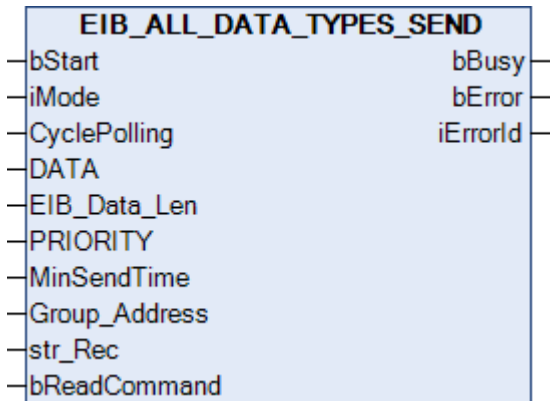 EIB_ALL_DATA_TYPES_SEND
bStart bBusy
iMode bError
CyclePolling iErrorId
DATA
EIB_Data_Len
PRIORITY
MinSendTime
Group_Address
str_Rec
bReadCommand